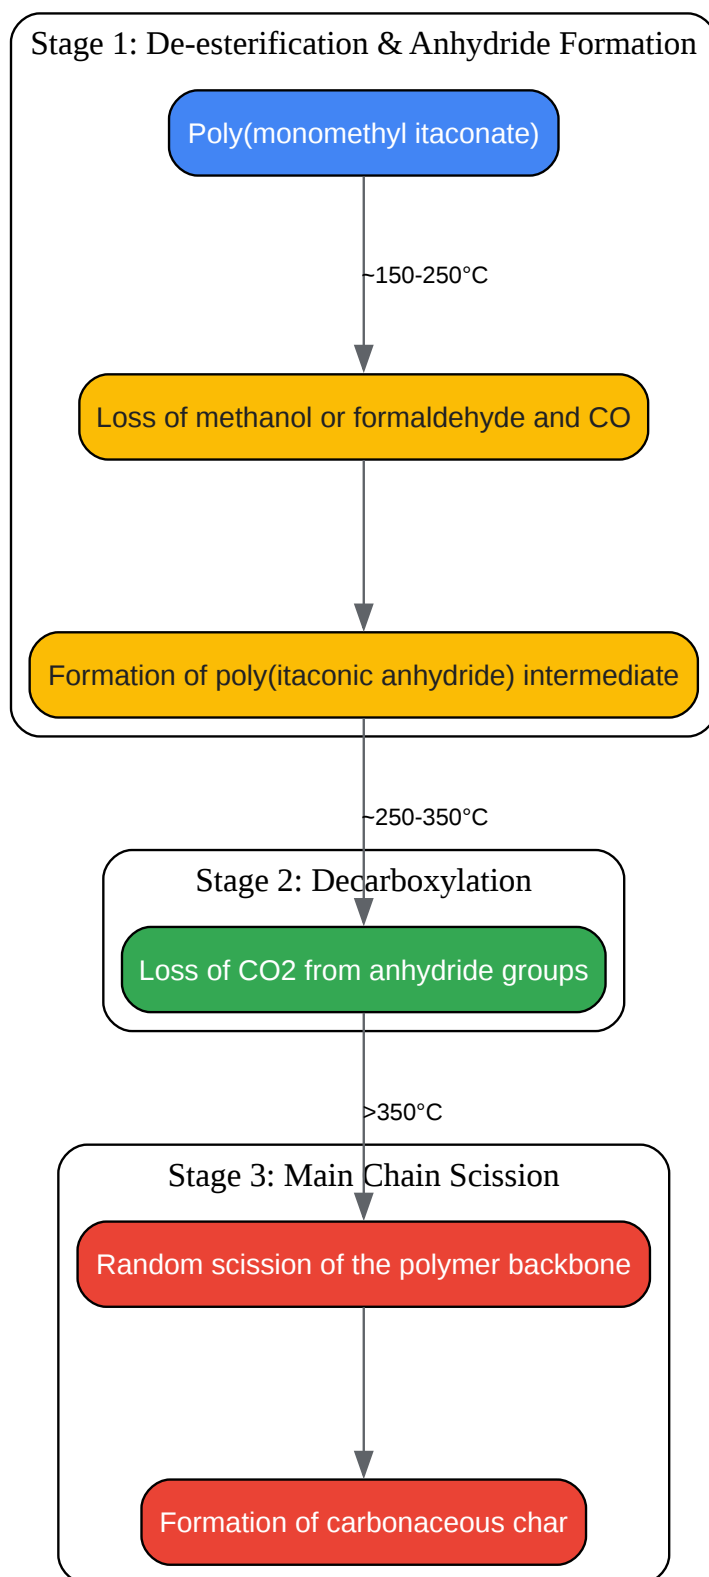 Stage 1: De-esterification & Anhydride Formation
Poly(monomethyl itaconate)
~150-250°C
Loss of methanol or formaldehyde and CO
Formation of poly(itaconic anhydride) intermediate
~250-350°C
Stage 2: Decarboxylation
Loss of CO2 from anhydride groups
>350°C
Stage 3: Main Chain Scission
Random scission of the polymer backbone
Formation of carbonaceous char